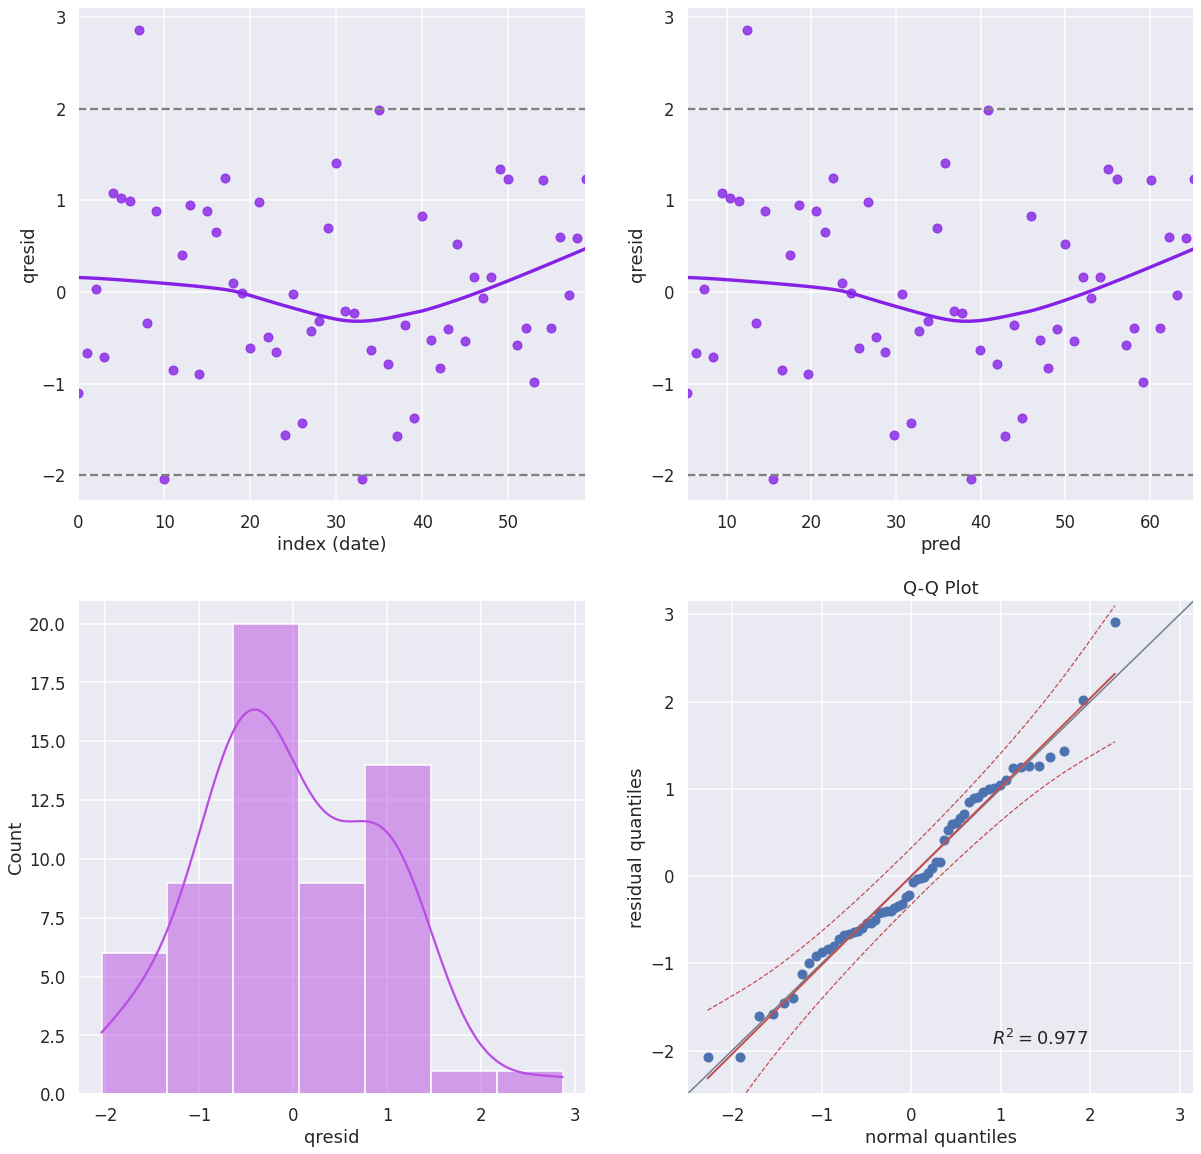 3
2
1
0
−1
−2
qresid
0 10 20 30 40 50
index (date)
3
2
1
0
−1
−2
qresid
10 20 30 40 50 60
pred
20.0
17.5
15.0
12.5
10.0
7.5
5.0
2.5
0.0
Count
−2 −1 0 1 2 3
qresid
Q-Q Plot
3
2
1
0
−1
−2
residual quantiles
R² = 0.977
−2 −1 0 1 2 3
normal quantiles